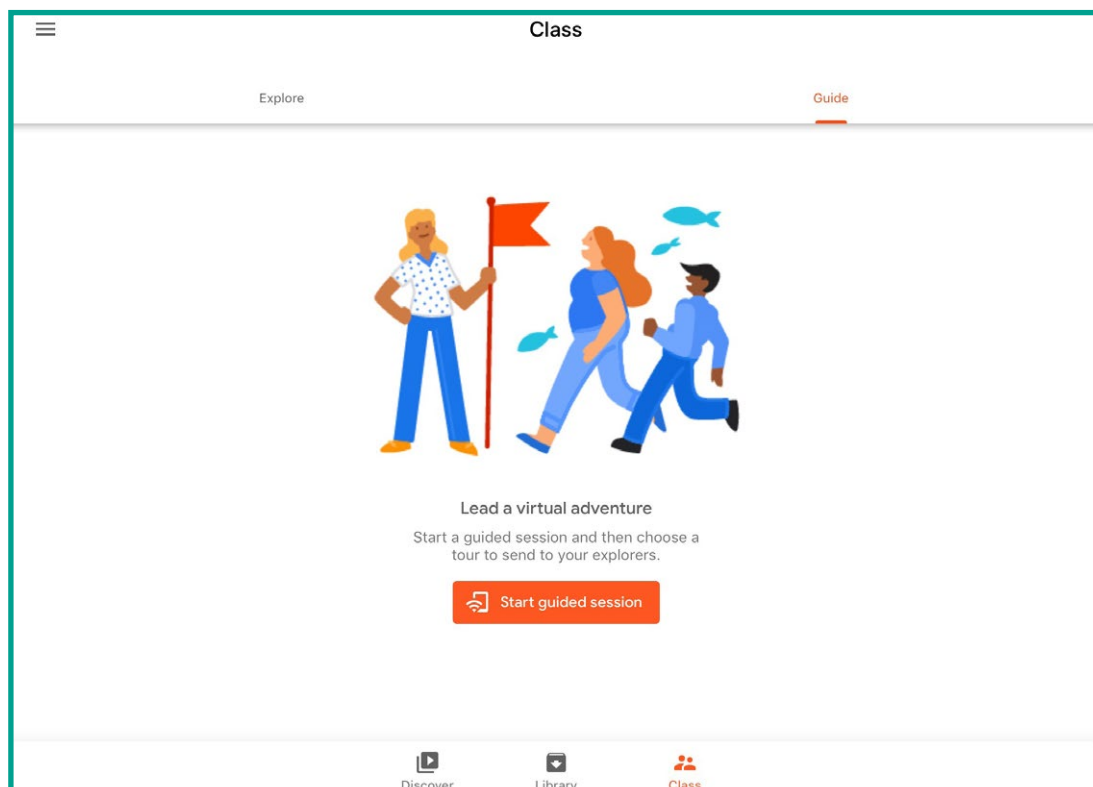 Class
Explore
Guide
Lead a virtual adventure
Start a guided session and then choose a
tour to send to your explorers.
Start guided session
Discover
Library
Class